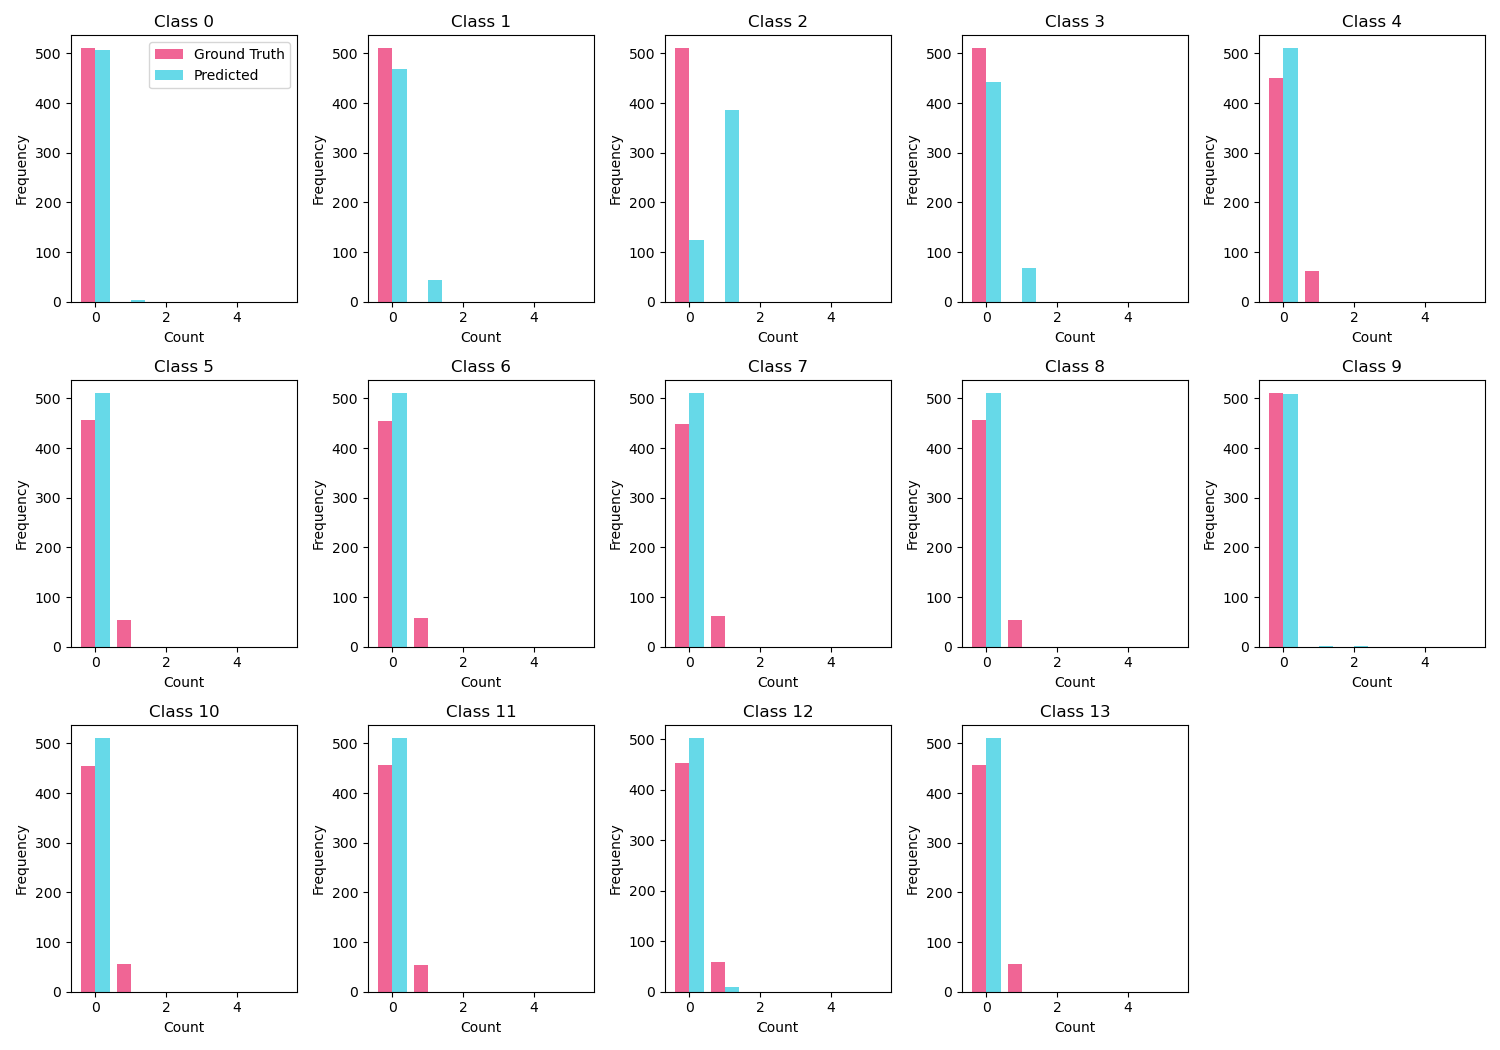 Class 0
Class 1
Class 2
Class 3
Class 4
Ground Truth
Predicted
Frequency
500
400
300
200
100
0
0 2 4
Count
Frequency
500
400
300
200
100
0
0 2 4
Count
Frequency
500
400
300
200
100
0
0 2 4
Count
Frequency
500
400
300
200
100
0
0 2 4
Count
Frequency
500
400
300
200
100
0
0 2 4
Count
Class 5
Class 6
Class 7
Class 8
Class 9
Frequency
500
400
300
200
100
0
0 2 4
Count
Frequency
500
400
300
200
100
0
0 2 4
Count
Frequency
500
400
300
200
100
0
0 2 4
Count
Frequency
500
400
300
200
100
0
0 2 4
Count
Frequency
500
400
300
200
100
0
0 2 4
Count
Class 10
Class 11
Class 12
Class 13
Frequency
500
400
300
200
100
0
0 2 4
Count
Frequency
500
400
300
200
100
0
0 2 4
Count
Frequency
500
400
300
200
100
0
0 2 4
Count
Frequency
500
400
300
200
100
0
0 2 4
Count